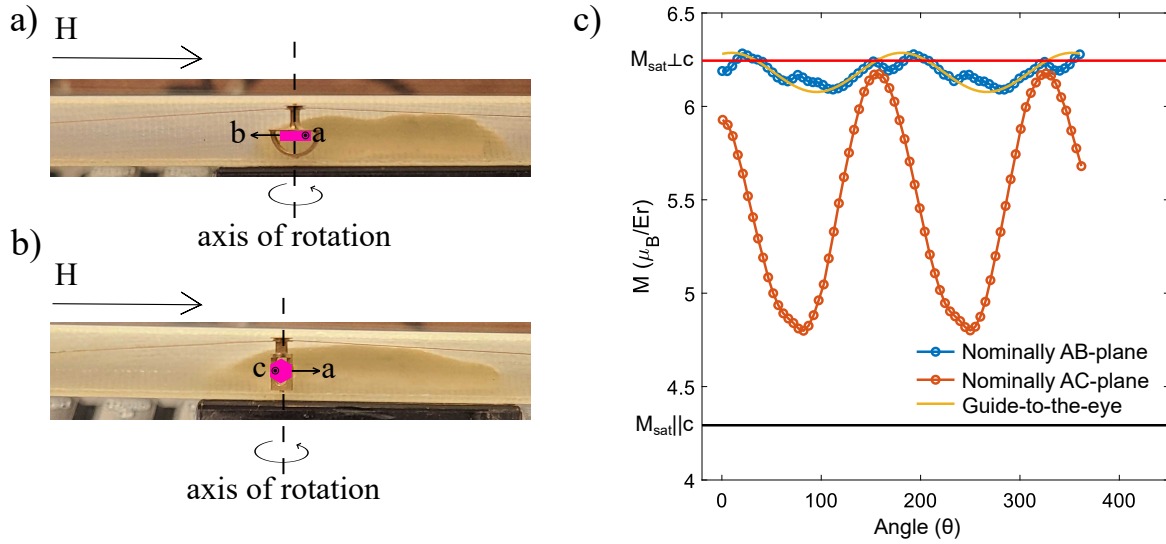 a)
H
b
a
axis of rotation
b)
H
c
a
axis of rotation
c)
6.5
M_sat⊥c
6
5.5
5
4.5
M_sat||c
4
M (μ_B/Er)
0
100
200
300
400
Angle (θ)
Nominally AB-plane
Nominally AC-plane
Guide-to-the-eye